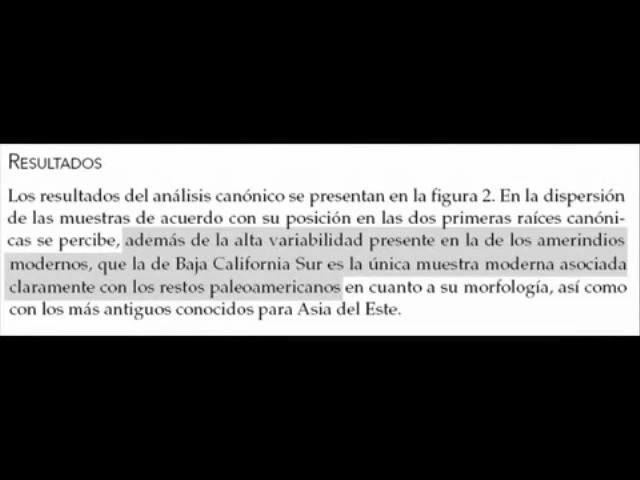 RESULTADOS
Los resultados del análisis canónico se presentan en la figura 2. En la dispersión
de las muestras de acuerdo con su posición en las dos primeras raíces canóni-
cas se percibe, además de la alta variabilidad presente en la de los amerindios
modernos, que la de Baja California Sur es la única muestra moderna asociada
claramente con los restos paleoamericanos en cuanto a su morfología, así como
con los más antiguos conocidos para Asia del Este.